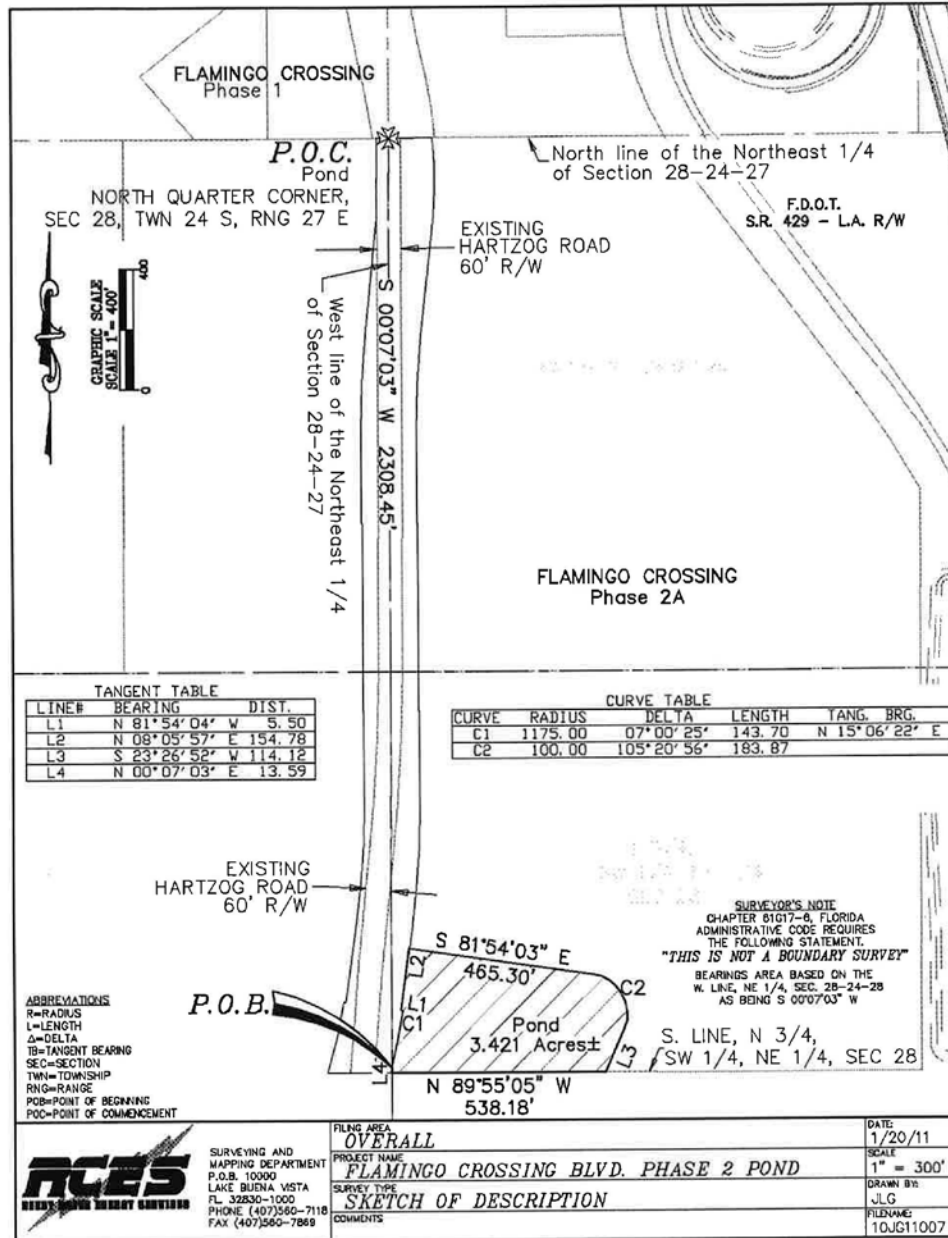 FLAMINGO CROSSING
Phase 1
P.O.C.
Pond
NORTH QUARTER CORNER,
SEC 28, TWN 24 S, RNG 27 E
North line of the Northeast 1/4
of Section 28-24-27
F.D.O.T.
S.R. 429 - L.A. R/W
EXISTING
HARTZOG ROAD
60' R/W
GRAPHIC SCALE
SCALE 1"= 400'
0
400
S 00°07'03" W 2308.45'
West line of the Northeast 1/4
of Section 28-24-27
FLAMINGO CROSSING
Phase 2A
TANGENT TABLE
LINE# BEARING DIST.
L1 N 81°54'04" W 5.50
L2 N 08°05'57" E 154.78
L3 S 23°26'52" W 114.12
L4 N 00°07'03" E 13.59
CURVE TABLE
CURVE RADIUS DELTA LENGTH TANG. BRG.
C1 1175.00 07°00'25" 143.70 N 15°06'22" E
C2 100.00 105°20'56" 183.87
EXISTING
HARTZOG ROAD
60' R/W
SURVEYOR'S NOTE
CHAPTER 61G17-6, FLORIDA
ADMINISTRATIVE CODE REQUIRES
THE FOLLOWING STATEMENT.
"THIS IS NOT A BOUNDARY SURVEY"
BEARINGS AREA BASED ON THE
W. LINE, NE 1/4, SEC. 28-24-28
AS BEING S 00°07'03" W
S 81°54'03" E
465.30'
L2
C2
L1
C1
Pond
3.421 Acres±
L3
L4
P.O.B.
S. LINE, N 3/4,
SW 1/4, NE 1/4, SEC 28
N 89°55'05" W
538.18'
ABBREVIATIONS
R=RADIUS
L=LENGTH
Δ=DELTA
TB=TANGENT BEARING
SEC=SECTION
TWN=TOWNSHIP
RNG=RANGE
POB=POINT OF BEGINNING
POC=POINT OF COMMENCEMENT
RCES
REEDY CREEK ENERGY SERVICES
SURVEYING AND
MAPPING DEPARTMENT
P.O.B. 10000
LAKE BUENA VISTA
FL 32830-1000
PHONE (407)560-7118
FAX (407)560-7869
FILING AREA
OVERALL
PROJECT NAME
FLAMINGO CROSSING BLVD. PHASE 2 POND
SURVEY TYPE
SKETCH OF DESCRIPTION
COMMENTS
DATE:
1/20/11
SCALE
1" = 300'
DRAWN BY:
JLG
FILENAME:
10JG11007